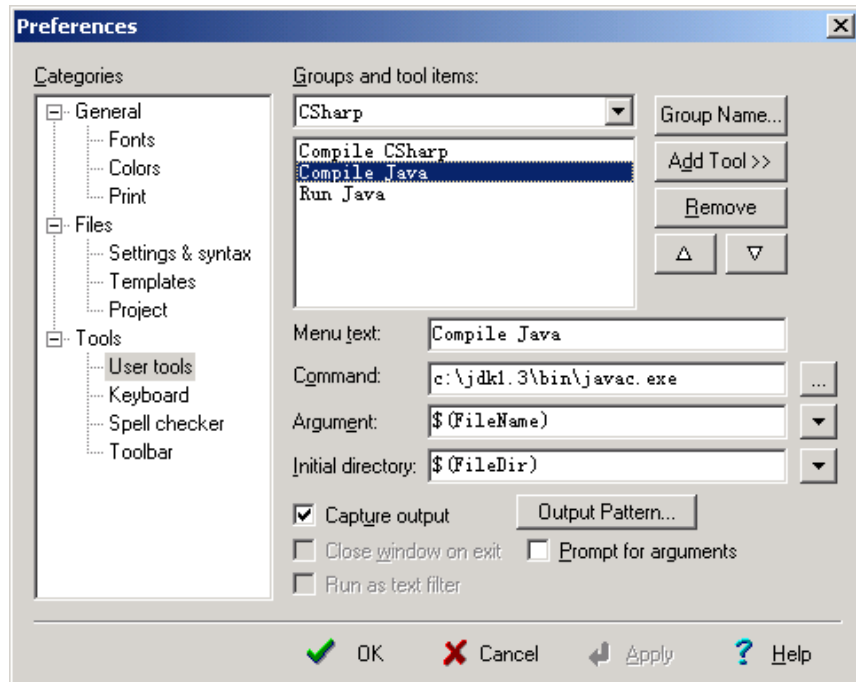 Preferences
Categories
General
Fonts
Colors
Print
Files
Settings & syntax
Templates
Project
Tools
User tools
Keyboard
Spell checker
Toolbar
Groups and tool items:
CSharp
Compile CSharp
Compile Java
Run Java
Group Name...
Add Tool >>
Remove
Menu text: Compile Java
Command: c:\jdk1.3\bin\javac.exe ...
Argument: $(FileName)
Initial directory: $(FileDir)
Capture output Output Pattern...
Close window on exit Prompt for arguments
Run as text filter
OK Cancel Apply Help